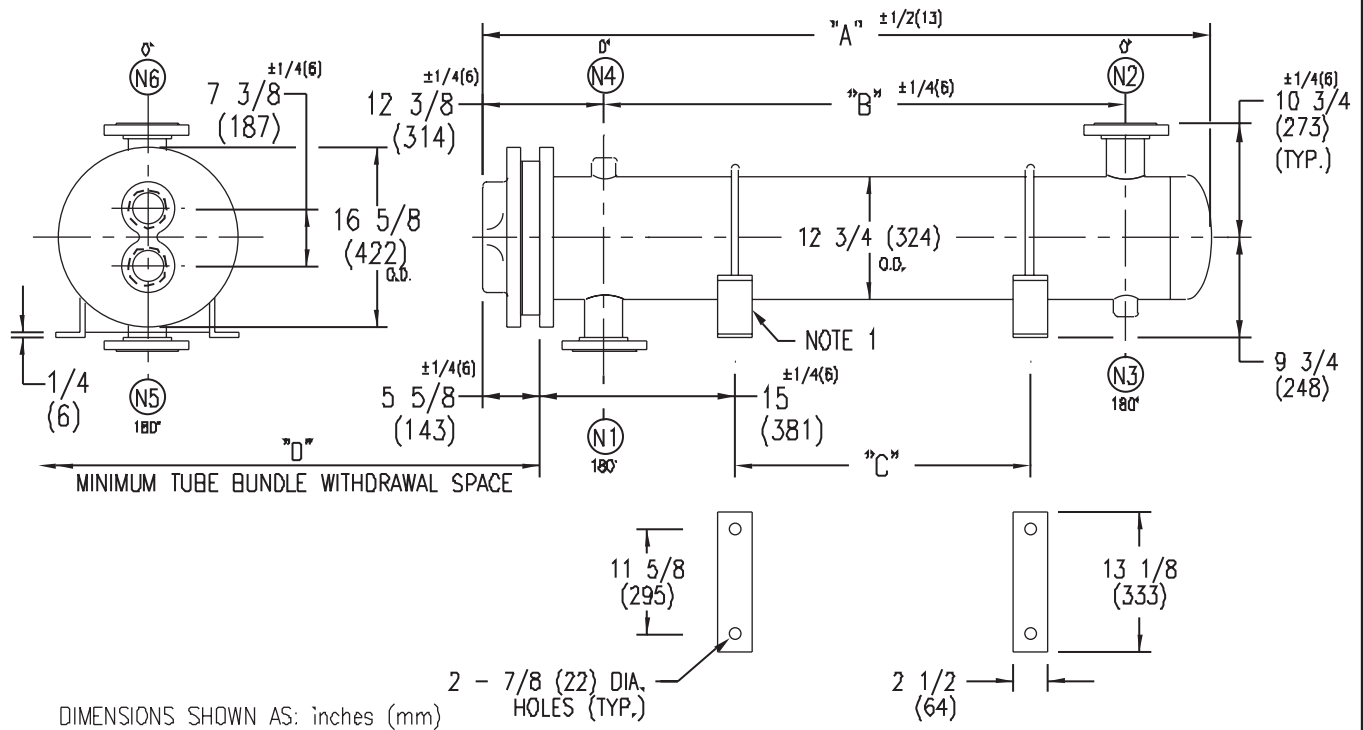 "A" ±1/2(13)
0°
N6
±1/4(6)
7 3/8
(187)
±1/4(6)
12 3/8
(314)
0°
N4
"B" ±1/4(6)
0°
N2
±1/4(6)
10 3/4
(273)
(TYP.)
16 5/8
(422)
O.D.
12 3/4 (324)
O.D.
NOTE 1
1/4
(6)
N5
180°
±1/4(6)
5 5/8
(143)
N1
180°
±1/4(6)
15
(381)
N3
180°
9 3/4
(248)
"D"
MINIMUM TUBE BUNDLE WITHDRAWAL SPACE
"C"
11 5/8
(295)
13 1/8
(333)
2 - 7/8 (22) DIA.
HOLES (TYP.)
2 1/2
(64)
DIMENSIONS SHOWN AS: inches (mm)